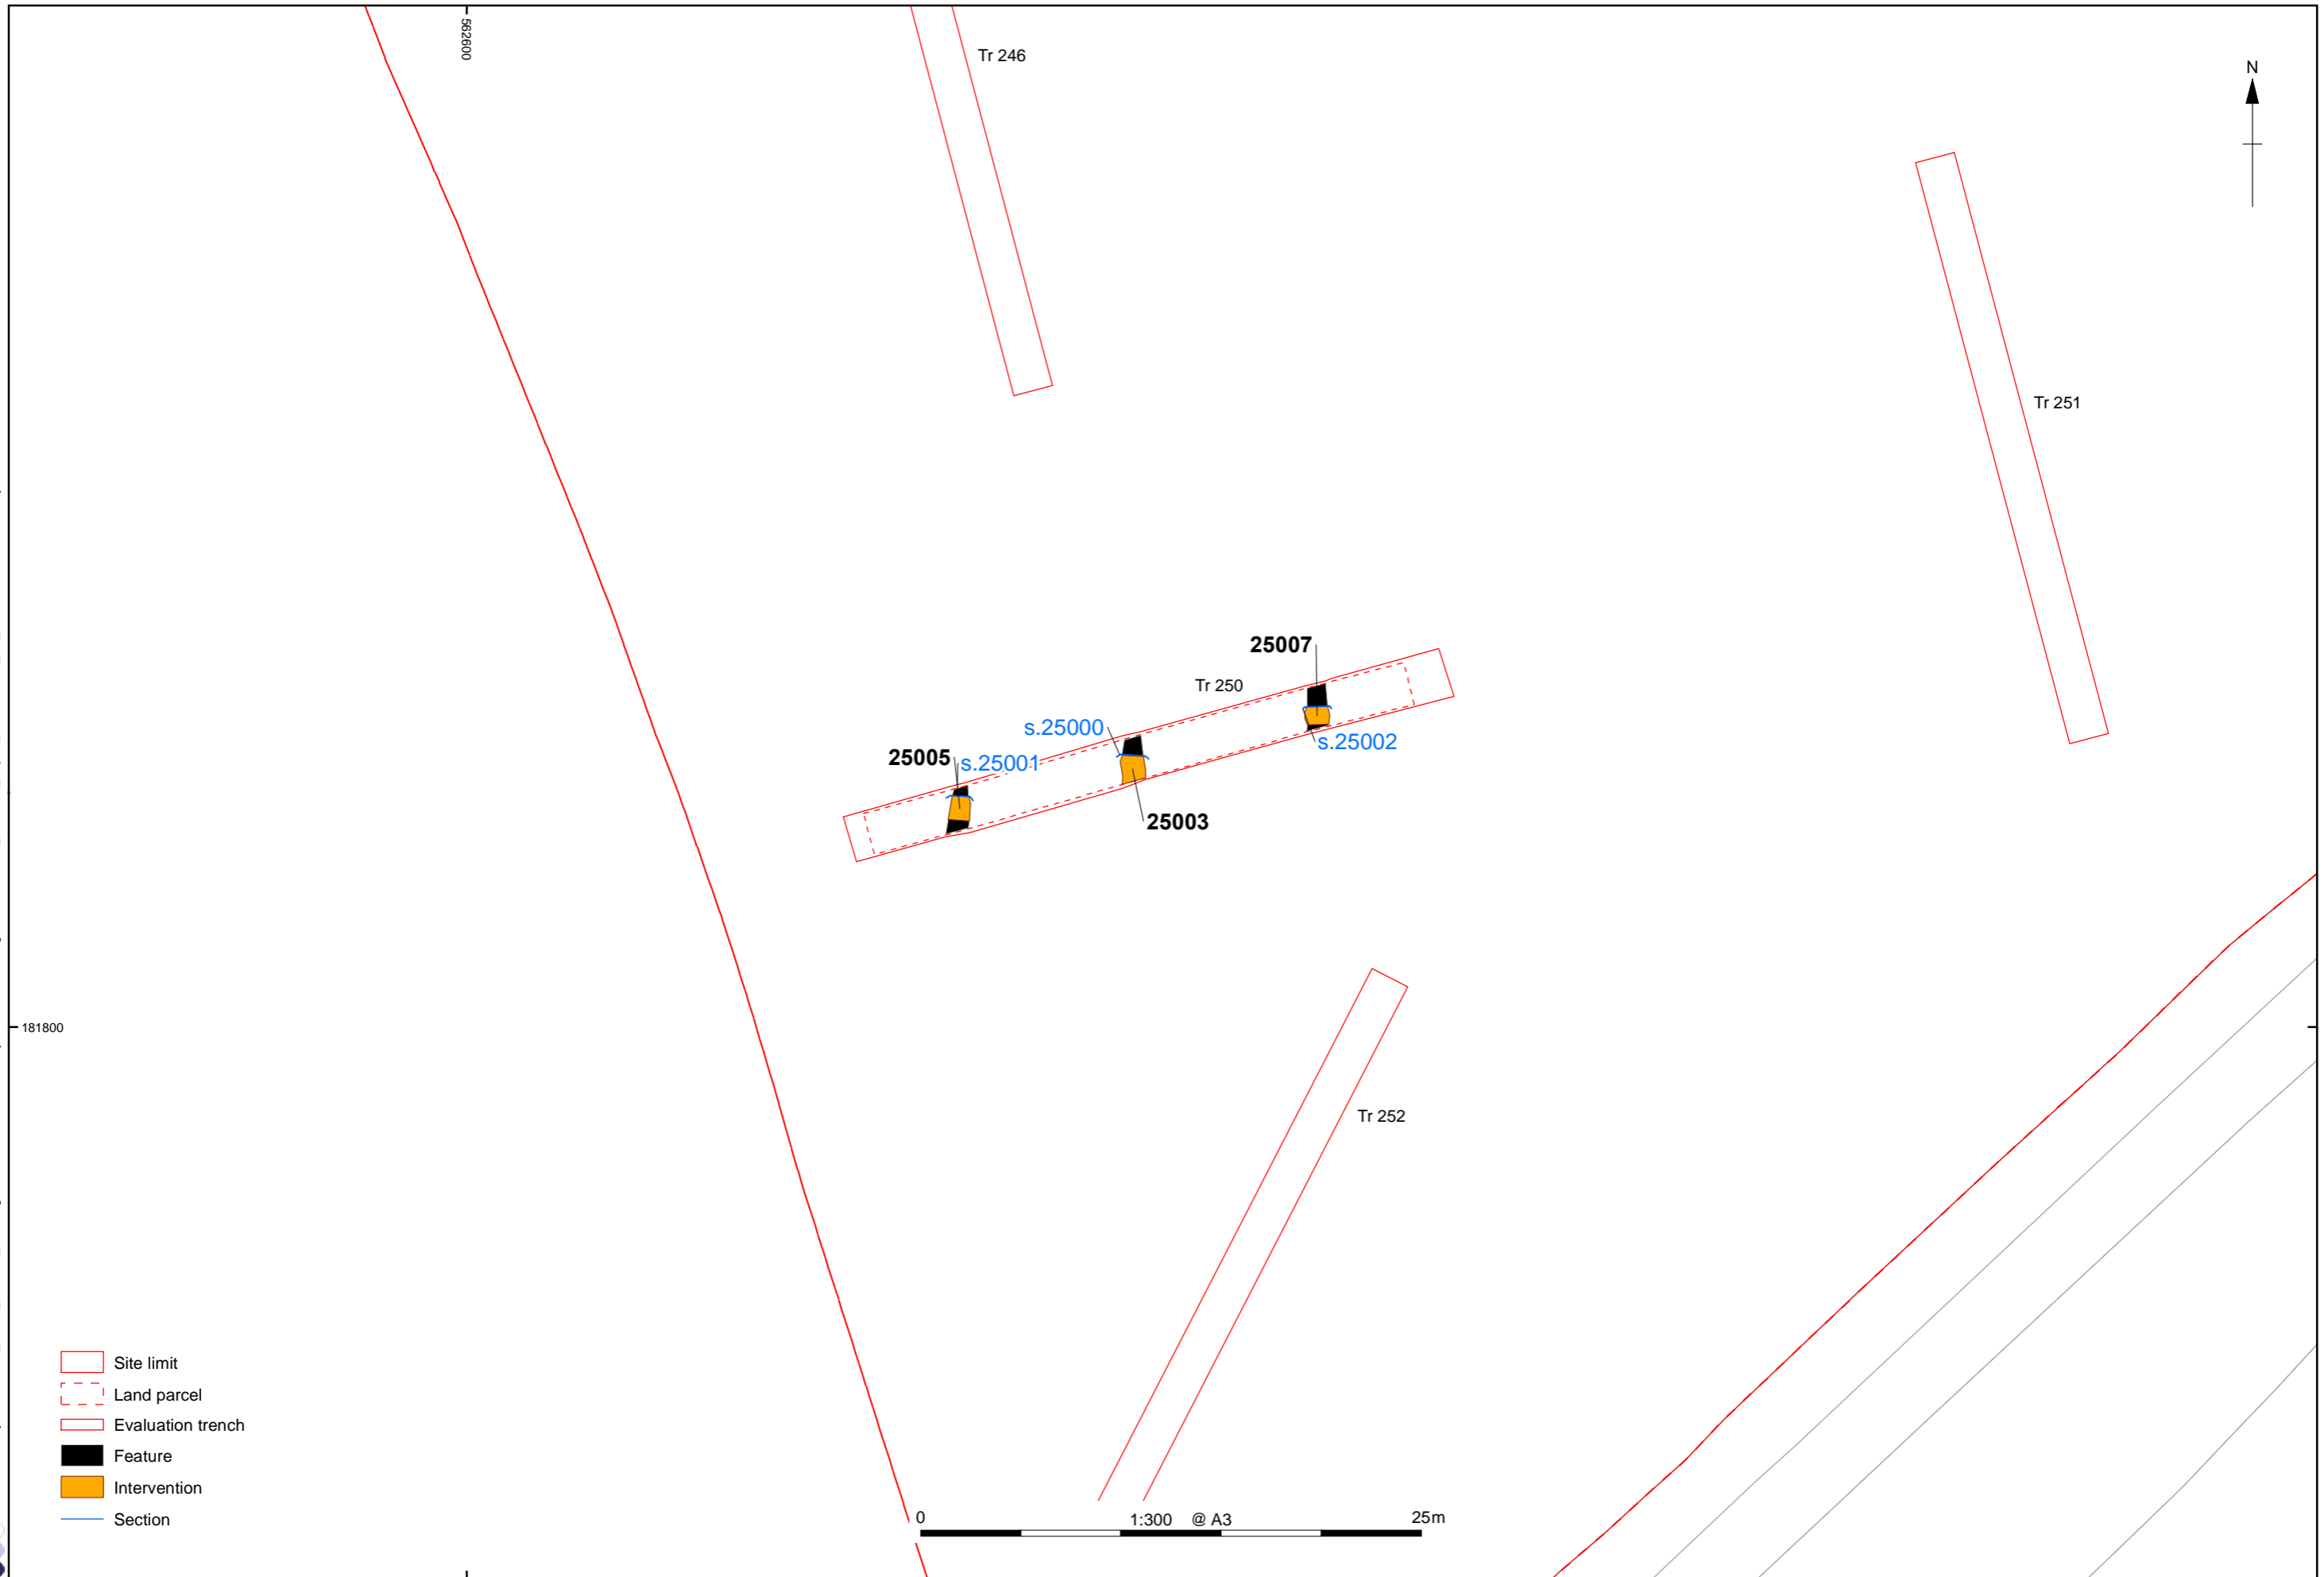 562600
Tr 246
N
Tr 251
25007
Tr 250
s.25000
s.25002
25005
s.25001
25003
181800
Tr 252
Site limit
Land parcel
Evaluation trench
Feature
Intervention
Section
0 1:300 @ A3 25m